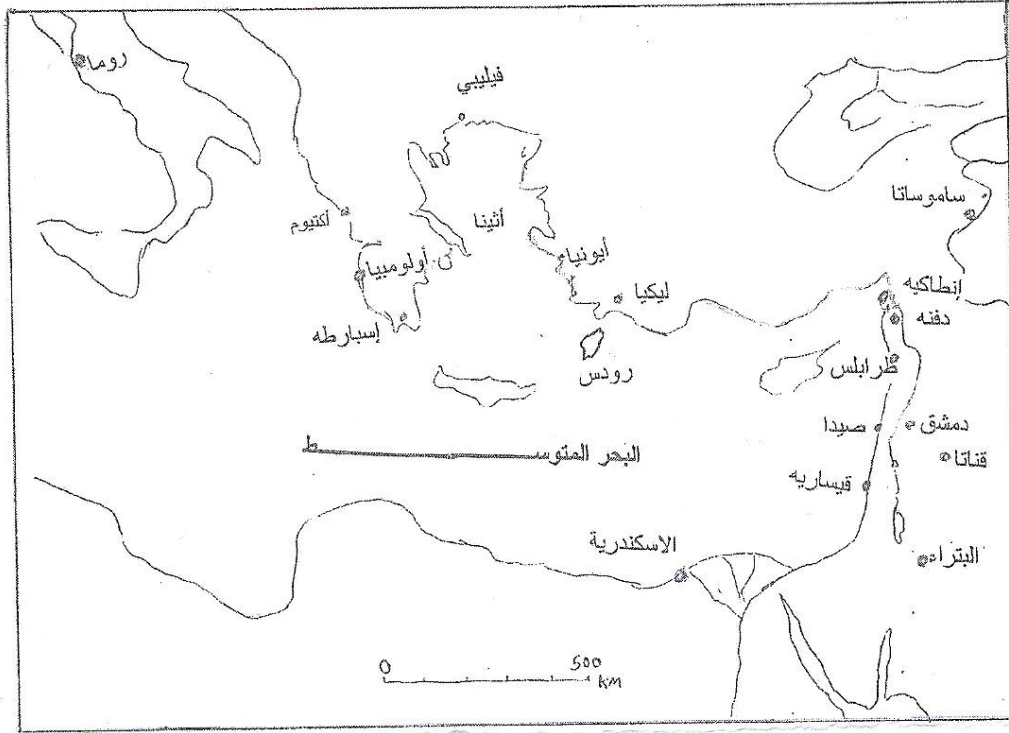 روما
فيليبي
ساموساتا
أكتيوم
أثينا
أيونيا
ن. أولومبيا
إنطاكيه
ليكيا
دفنه
إسبارطه
رودس
طرابلس
صيدا
دمشق
البحر المتوسط
قناتا
قيساريه
الاسكندرية
البتراء
0 500
km